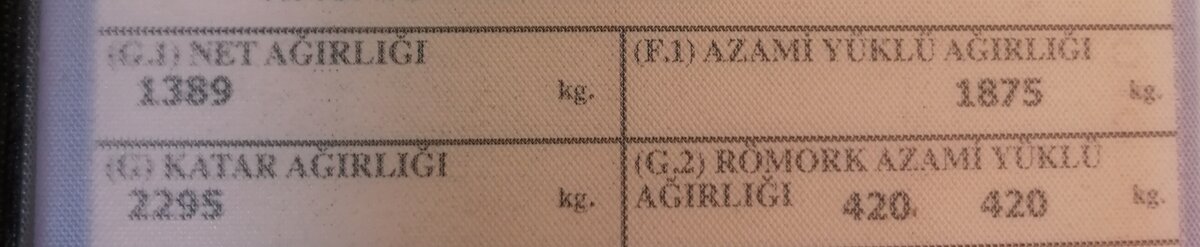 (G.1) NET AĞIRLIĞI
1389 kg.
(F.1) AZAMİ YÜKLÜ AĞIRLIĞI
1875 kg.
(G) KATAR AĞIRLIĞI
2295 kg.
(G.2) RÖMORK AZAMİ YÜKLÜ
AĞIRLIĞI 420. 420 kg.